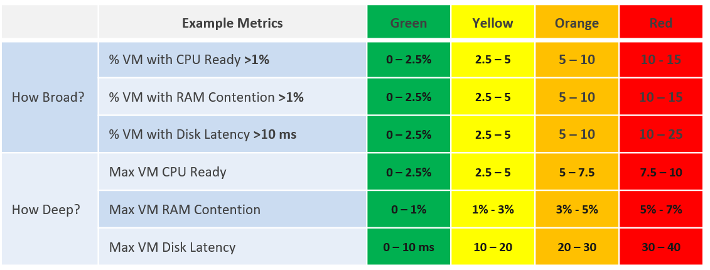 Example Metrics Green Yellow Orange Red
How Broad?
% VM with CPU Ready >1% 0 – 2.5% 2.5 – 5 5 – 10 10 - 15
% VM with RAM Contention >1% 0 – 2.5% 2.5 – 5 5 – 10 10 – 15
% VM with Disk Latency >10 ms 0 – 2.5% 2.5 – 5 5 – 10 10 – 25
How Deep?
Max VM CPU Ready 0 – 2.5% 2.5 – 5 5 – 7.5 7.5 – 10
Max VM RAM Contention 0 – 1% 1% - 3% 3% - 5% 5% - 7%
Max VM Disk Latency 0 – 10 ms 10 – 20 20 – 30 30 – 40